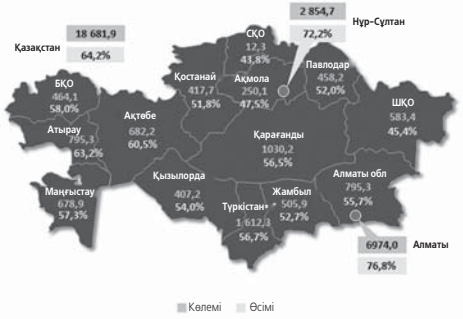 Қазақстан
18 681,9
64,2%
2 854,7
72,2%
Нұр-Сұлтан
СҚО
12,3
43,8%
Қостанай
417,7
51,8%
Ақмола
250,1
47,5%
Павлодар
458,2
52,0%
БҚО
464,1
58,0%
Ақтөбе
682,2
60,5%
ШҚО
583,4
45,4%
Атырау
795,3
63,2%
Қарағанды
1030,2
56,5%
Маңғыстау
678,9
57,3%
Қызылорда
407,2
54,0%
Түркістан*
1 612,3
56,7%
Жамбыл
505,9
52,7%
Алматы обл
795,3
55,7%
6974,0
76,8%
Алматы
Көлемі
Өсімі